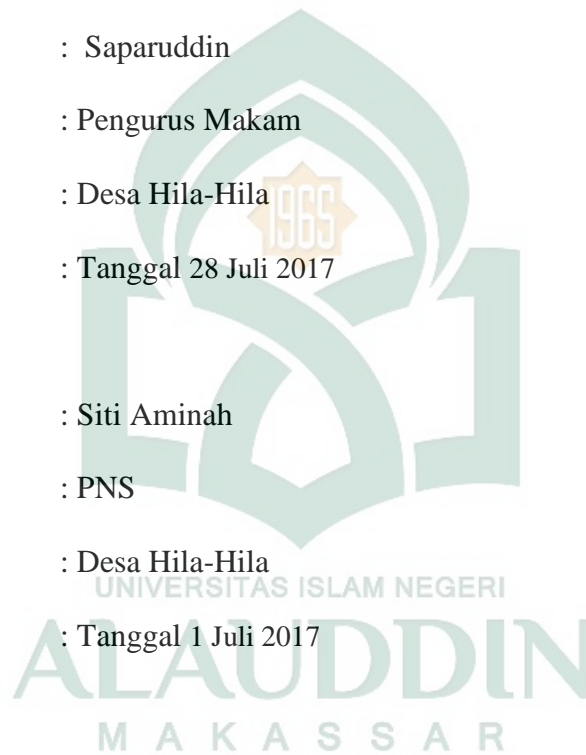 : Saparuddin
: Pengurus Makam
: Desa Hila-Hila
1965
: Tanggal 28 Juli 2017
: Siti Aminah
: PNS
: Desa Hila-Hila
UNIVERSITAS ISLAM NEGERI
: Tanggal 1 Juli 2017
ALAUDDIN
MAKASSAR